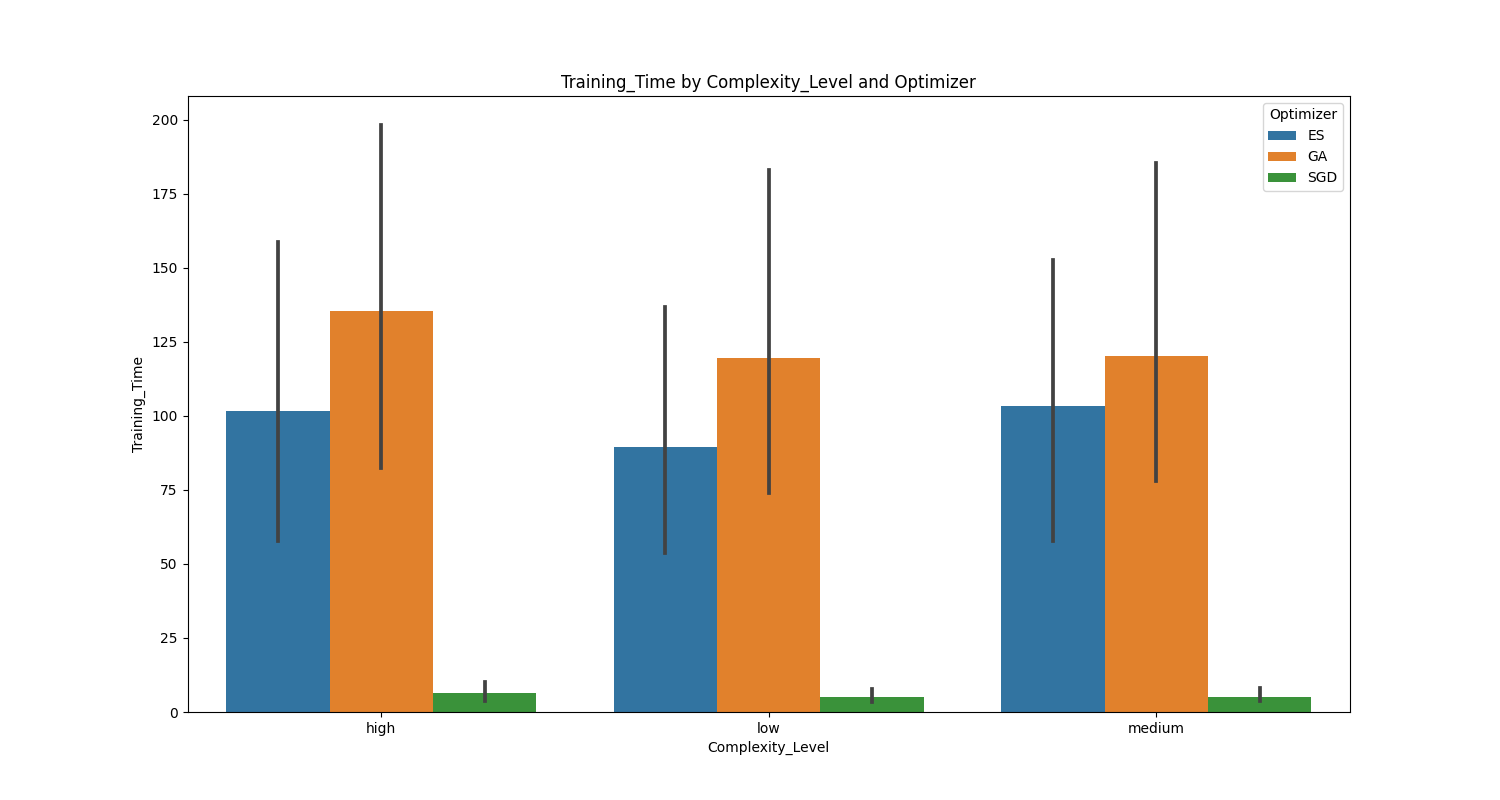 Training_Time by Complexity_Level and Optimizer
Optimizer
ES
GA
SGD
200
175
150
125
100
75
50
25
0
Training_Time
high
low
medium
Complexity_Level